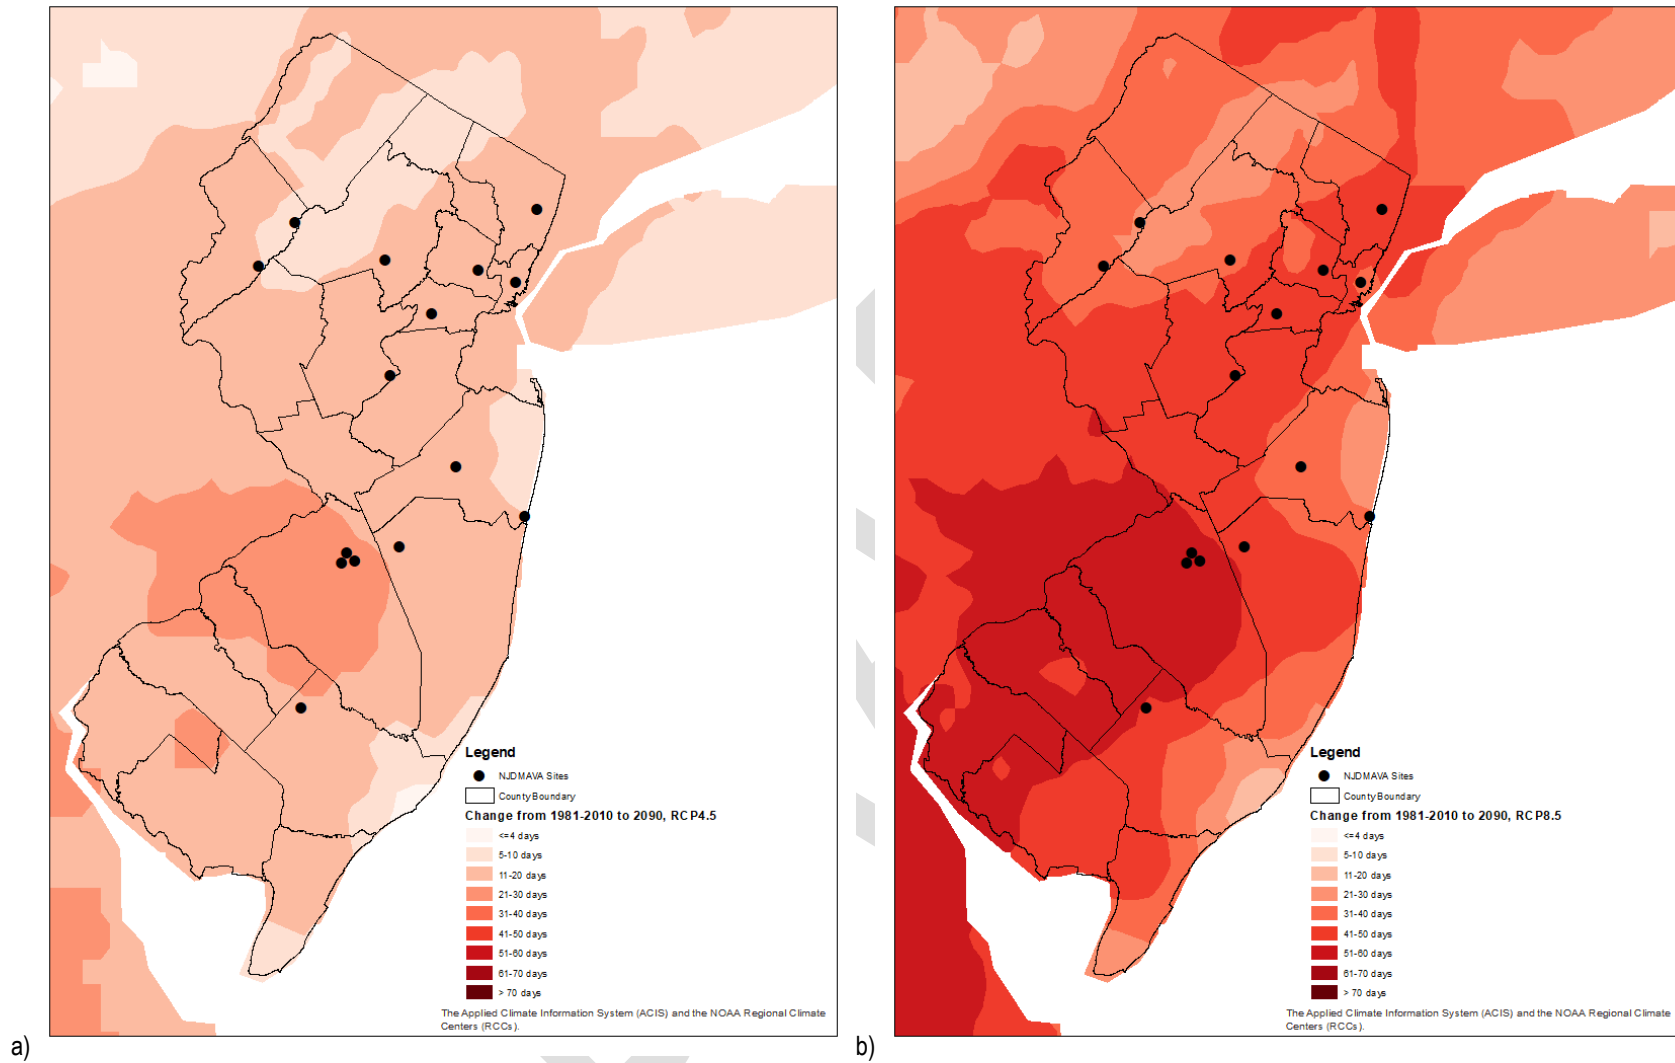 Legend
NJDMAVA Sites
County Boundary
Change from 1981-2010 to 2090, RCP4.5
<=4 days
5-10 days
11-20 days
21-30 days
31-40 days
41-50 days
51-60 days
61-70 days
> 70 days
The Applied Climate Information System (ACIS) and the NOAA Regional Climate
Centers (RCCs).
a)
Legend
NJDMAVA Sites
County Boundary
Change from 1981-2010 to 2090, RCP8.5
<=4 days
5-10 days
11-20 days
21-30 days
31-40 days
41-50 days
51-60 days
61-70 days
> 70 days
The Applied Climate Information System (ACIS) and the NOAA Regional Climate
Centers (RCCs).
b)